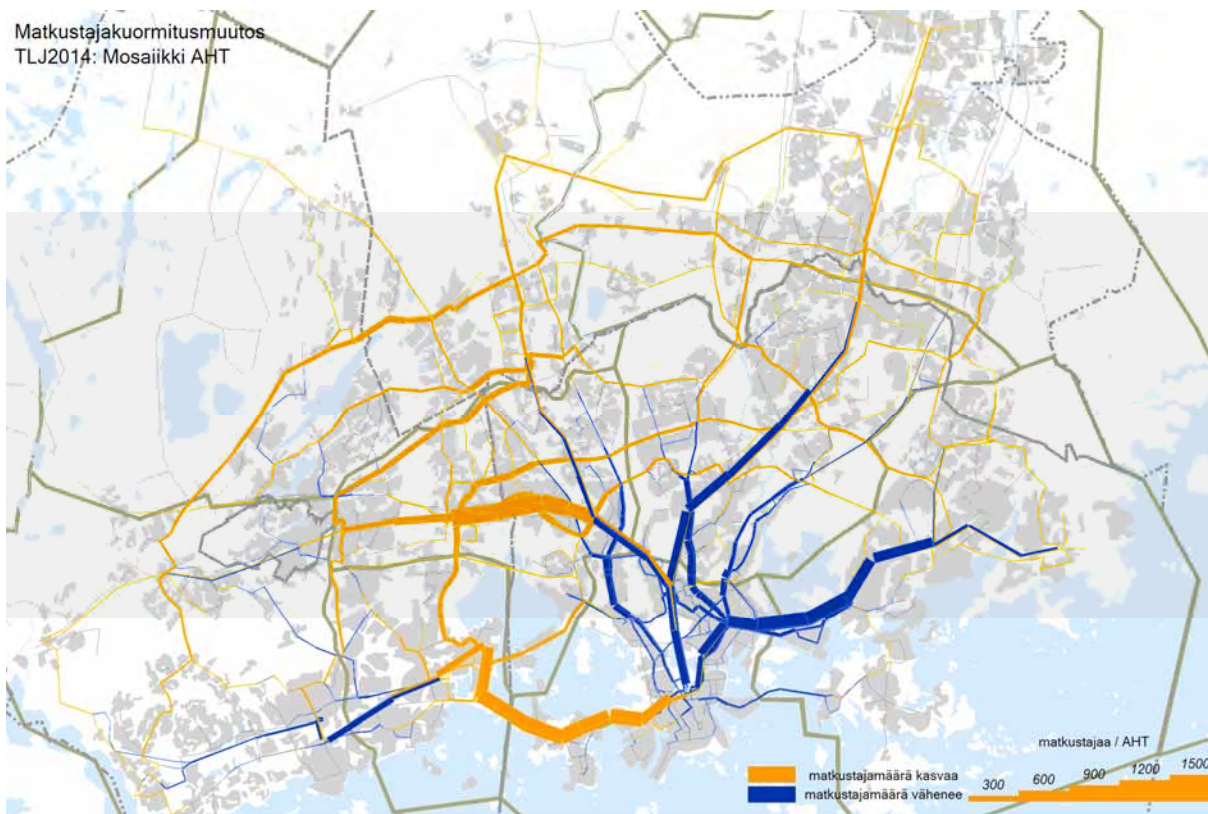 Matkustajakuormitusmuutos
TLJ2014: Mosaiikki AHT
matkustajaa / AHT
300 600 900 1200 1500
matkustajamäärä kasvaa
matkustajamäärä vähenee